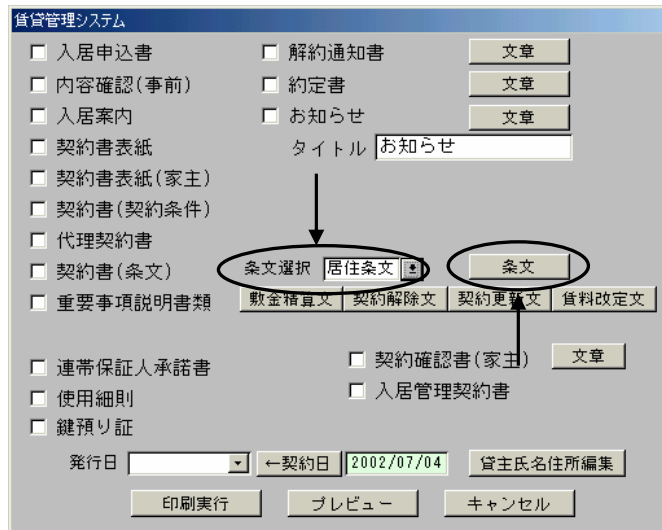 賃貸管理システム
入居申込書 解約通知書 文章
内容確認(事前) 約定書 文章
入居案内 お知らせ 文章
契約書表紙 タイトル お知らせ
契約書表紙(家主)
契約書(契約条件)
代理契約書
契約書(条文) 条文選択 居住条文 条文
重要事項説明書類 敷金積算文 契約解除文 契約更新文 賃料改定文
連帯保証人承諾書 契約確認書(家主) 文章
使用細則 入居管理契約書
鍵預り証
発行日 ←契約日 2002/07/04 貸主氏名住所編集
印刷実行 プレビュー キャンセル